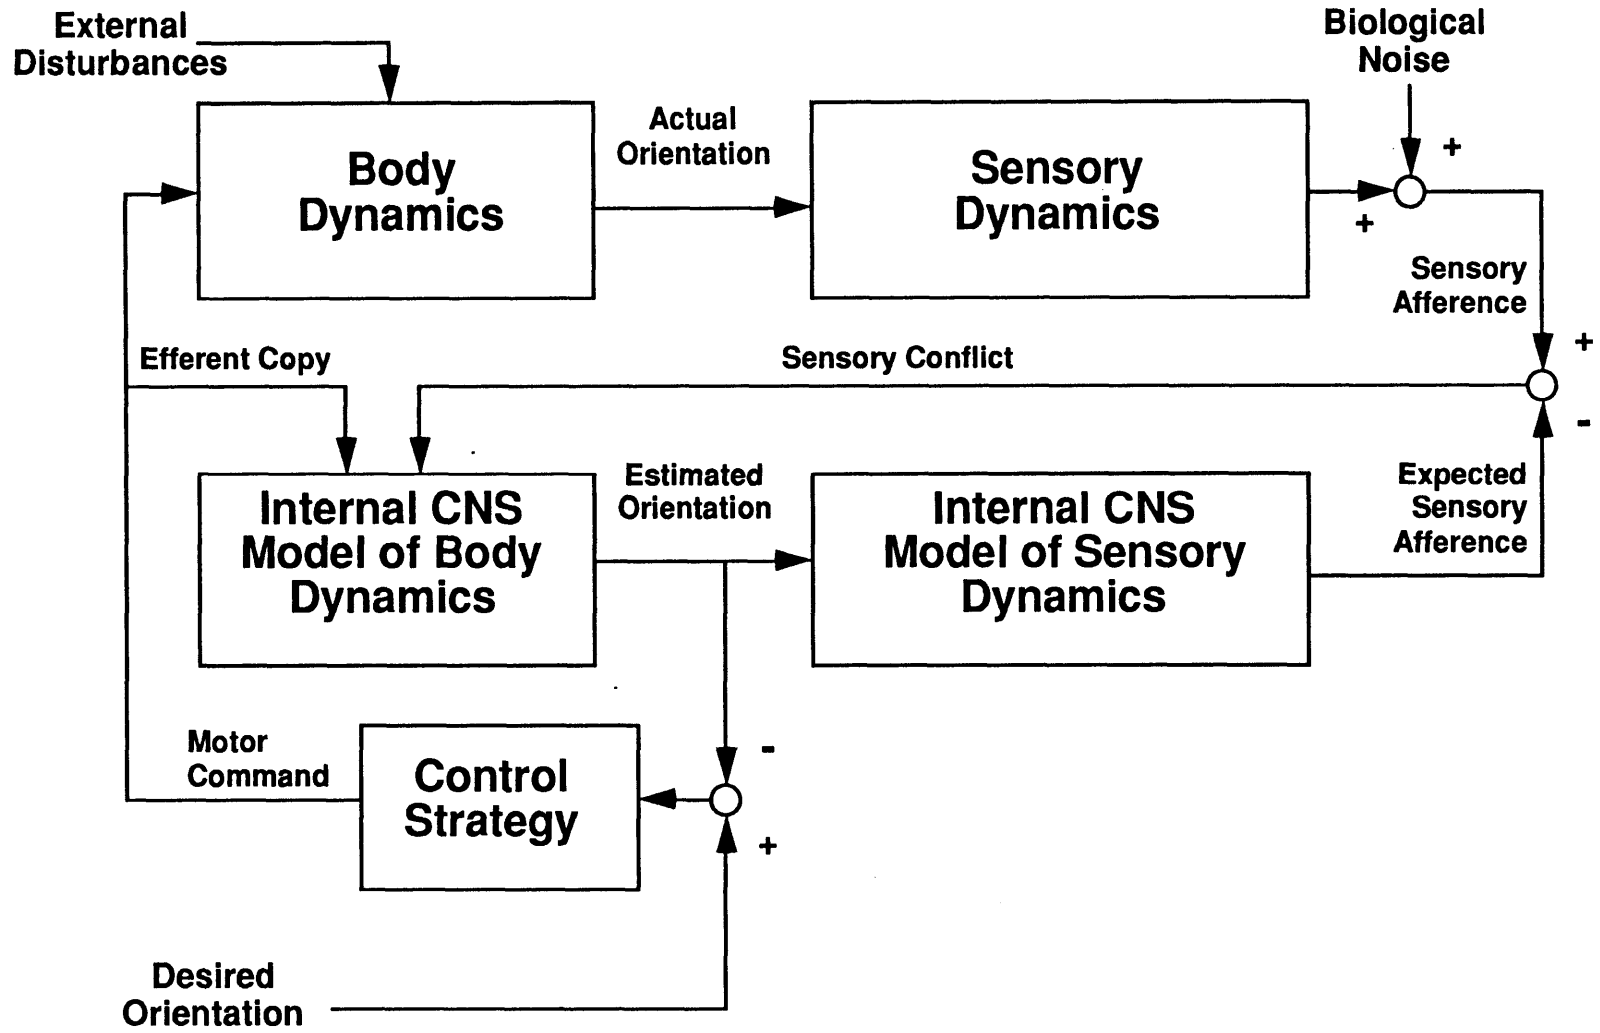 External
Disturbances
Biological
Noise
Body
Dynamics
Actual
Orientation
Sensory
Dynamics
+
+
Sensory
Afference
Efferent Copy
Sensory Conflict
+
-
Internal CNS
Model of Body
Dynamics
Estimated
Orientation
Internal CNS
Model of Sensory
Dynamics
Expected
Sensory
Afference
Motor
Command
Control
Strategy
-
+
Desired
Orientation